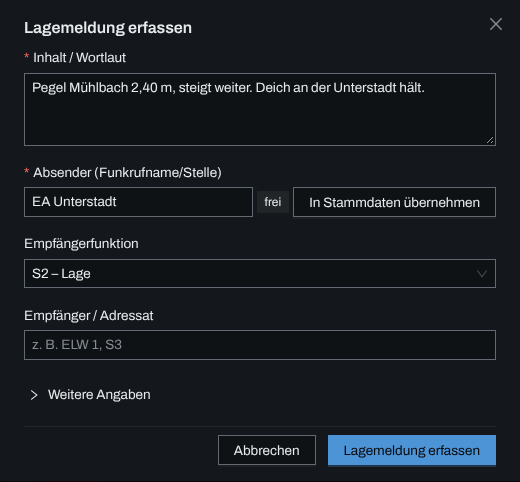 Lagemeldung erfassen
* Inhalt / Wortlaut
Pegel Mühlbach 2,40 m, steigt weiter. Deich an der Unterstadt hält.
* Absender (Funkrufname/Stelle)
EA Unterstadt frei In Stammdaten übernehmen
Empfängerfunktion
S2 – Lage
Empfänger / Adressat
z. B. ELW 1, S3
Weitere Angaben
Abbrechen Lagemeldung erfassen